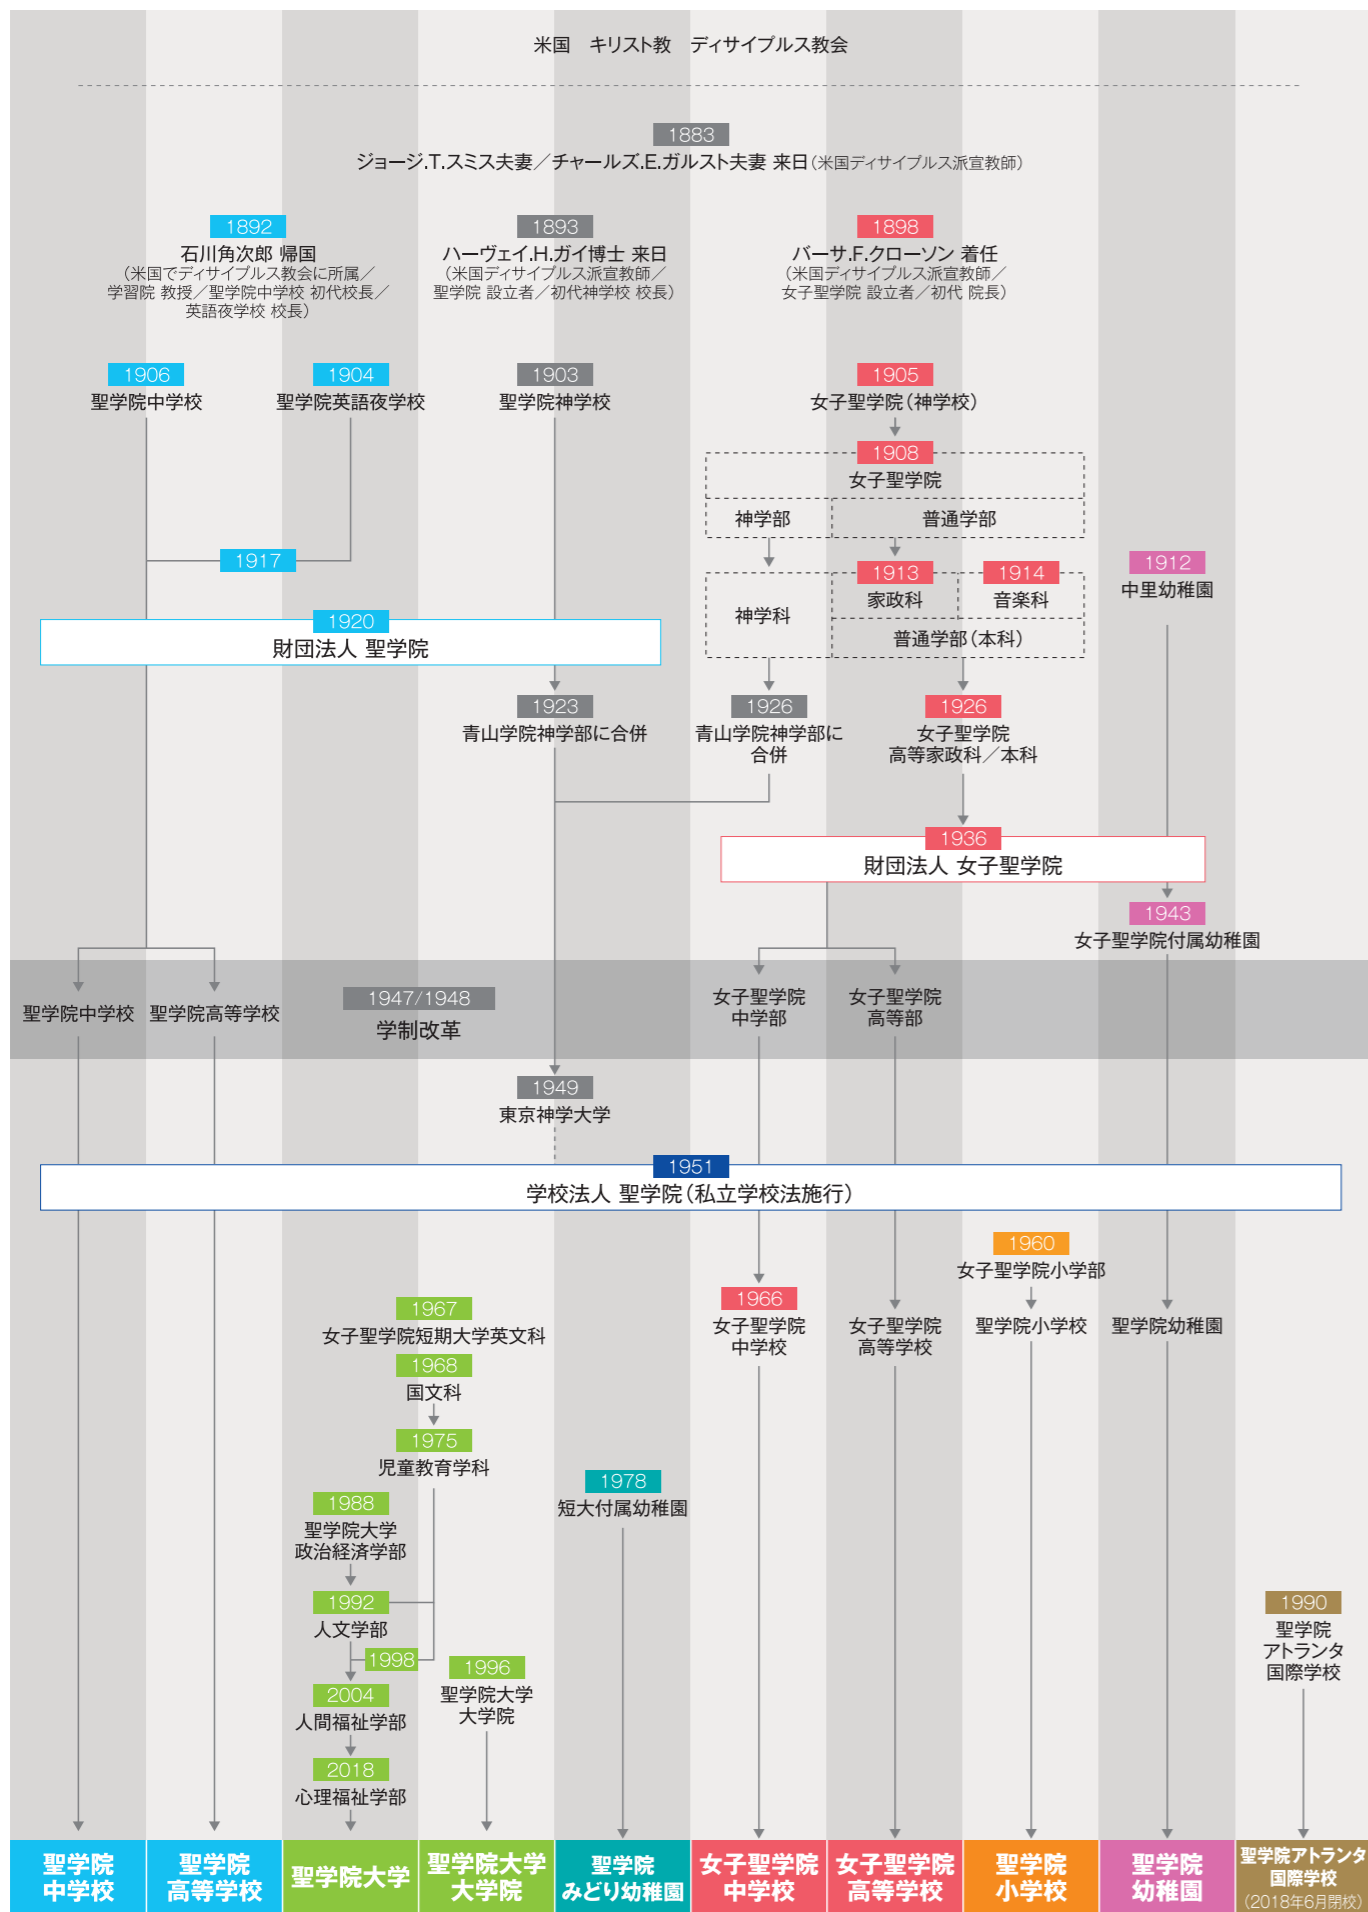 米国 キリスト教 ディサイプルス教会
1883
ジョージ.T.スミス夫妻／チャールズ.E.ガルスト夫妻 来日（米国ディサイプルス派宣教師）
1892
石川角次郎 帰国
（米国でディサイプルス教会に所属／
学習院 教授／聖学院中学校 初代校長／
英語夜学校 校長）
1893
ハーヴェイ.H.ガイ博士 来日
（米国ディサイプルス派宣教師／
聖学院 設立者／初代神学校 校長）
1898
バーサ.F.クローソン 着任
（米国ディサイプルス派宣教師／
女子聖学院 設立者／初代 院長）
1906
聖学院中学校
1904
聖学院英語夜学校
1903
聖学院神学校
1905
女子聖学院（神学校）
1908
女子聖学院
神学部
普通学部
1917
1912
中里幼稚園
1913
家政科
1914
音楽科
神学科
普通学部（本科）
1920
財団法人 聖学院
1923
青山学院神学部に合併
1926
青山学院神学部に
合併
1926
女子聖学院
高等家政科／本科
1936
財団法人 女子聖学院
1943
女子聖学院付属幼稚園
聖学院中学校
聖学院高等学校
1947/1948
学制改革
女子聖学院
中学部
女子聖学院
高等部
1949
東京神学大学
1951
学校法人 聖学院（私立学校法施行）
1960
女子聖学院小学部
1967
女子聖学院短期大学英文科
1966
女子聖学院
中学校
女子聖学院
高等学校
聖学院小学校
聖学院幼稚園
1968
国文科
1975
児童教育学科
1978
短大付属幼稚園
1988
聖学院大学
政治経済学部
1992
人文学部
1990
聖学院
アトランタ
国際学校
1998
1996
聖学院大学
大学院
2004
人間福祉学部
2018
心理福祉学部
聖学院
中学校
聖学院
高等学校
聖学院大学
聖学院大学
大学院
聖学院
みどり幼稚園
女子聖学院
中学校
女子聖学院
高等学校
聖学院
小学校
聖学院
幼稚園
聖学院アトランタ
国際学校
（2018年6月閉校）